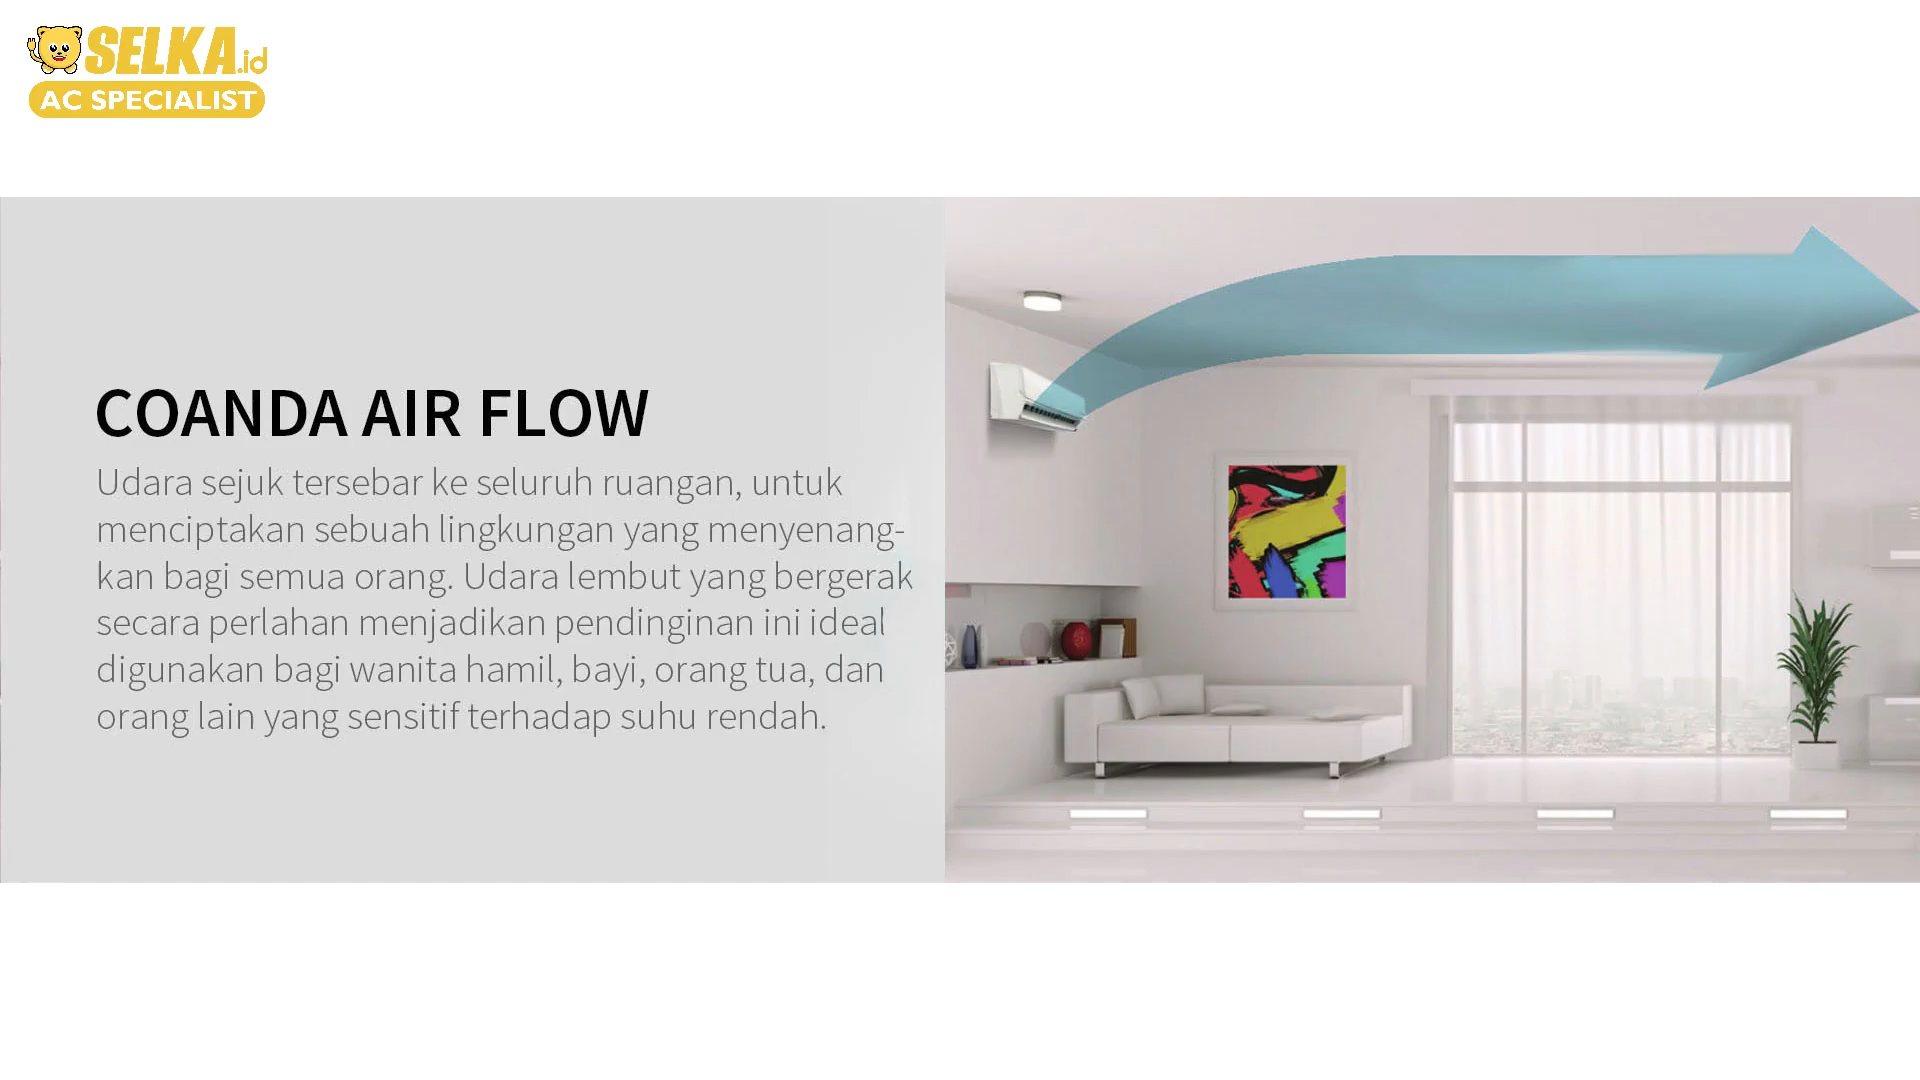 SELKA.id
AC SPECIALIST
COANDA AIR FLOW
Udara sejuk tersebar ke seluruh ruangan, untuk
menciptakan sebuah lingkungan yang menyenang-
kan bagi semua orang. Udara lembut yang bergerak
secara perlahan menjadikan pendinginan ini ideal
digunakan bagi wanita hamil, bayi, orang tua, dan
orang lain yang sensitif terhadap suhu rendah.